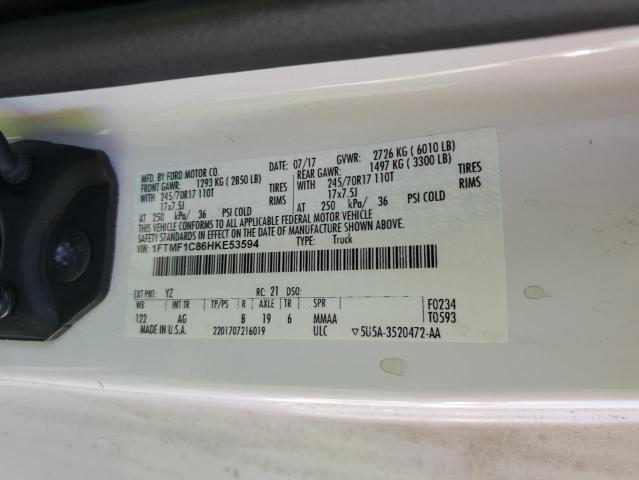 MFD. BY FORD MOTOR CO. 07/17 GVWR: 2726 KG ( 6010 LB)
FRONT GAWR: 1293 KG ( 2850 LB) REAR GAWR: 1497 KG ( 3300 LB)
WITH 245/70R17 110T TIRES WITH 245/70R17 110T TIRES
17x7.5J RIMS 17x7.5J RIMS
AT 250 kPa/ 36 PSI COLD AT 250 kPa/ 36 PSI COLD
THIS VEHICLE CONFORMS TO ALL APPLICABLE FEDERAL MOTOR VEHICLE
SAFETY AND THEFT PREVENTION STANDARDS IN EFFECT ON THE DATE OF MANUFACTURE SHOWN ABOVE.
VIN: 1FTMF1C86HKE53594 TYPE: Truck
EXT PNT: YZ RC: 21 DSO:
WB INT TR TP/PS R AXLE TR SPR F0234
122 AG B 19 6 MMAA T0593
MADE IN U.S.A. 2201707216019 ULC ▽5U5A-3520472-AA